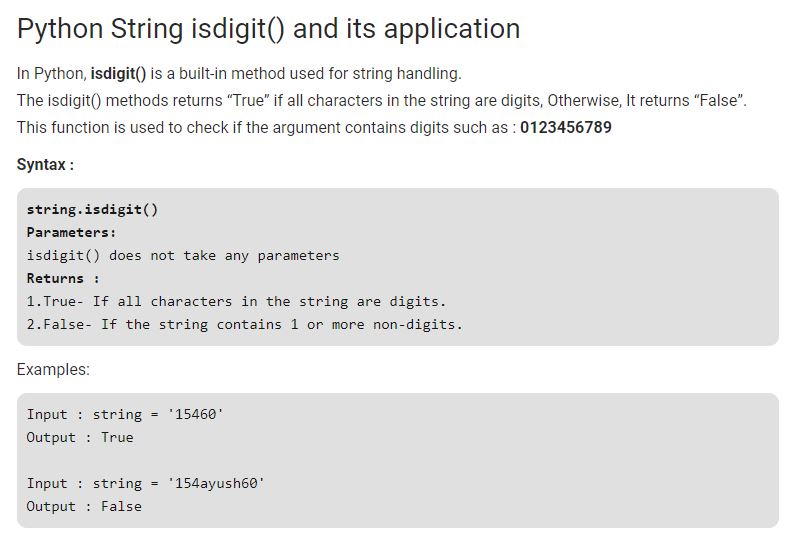 Python String isdigit() and its application
In Python, isdigit() is a built-in method used for string handling.
The isdigit() methods returns “True” if all characters in the string are digits, Otherwise, It returns “False”.
This function is used to check if the argument contains digits such as : 0123456789
Syntax :
string.isdigit()
Parameters:
isdigit() does not take any parameters
Returns :
1.True- If all characters in the string are digits.
2.False- If the string contains 1 or more non-digits.
Examples:
Input : string = '15460'
Output : True
Input : string = '154ayush60'
Output : False